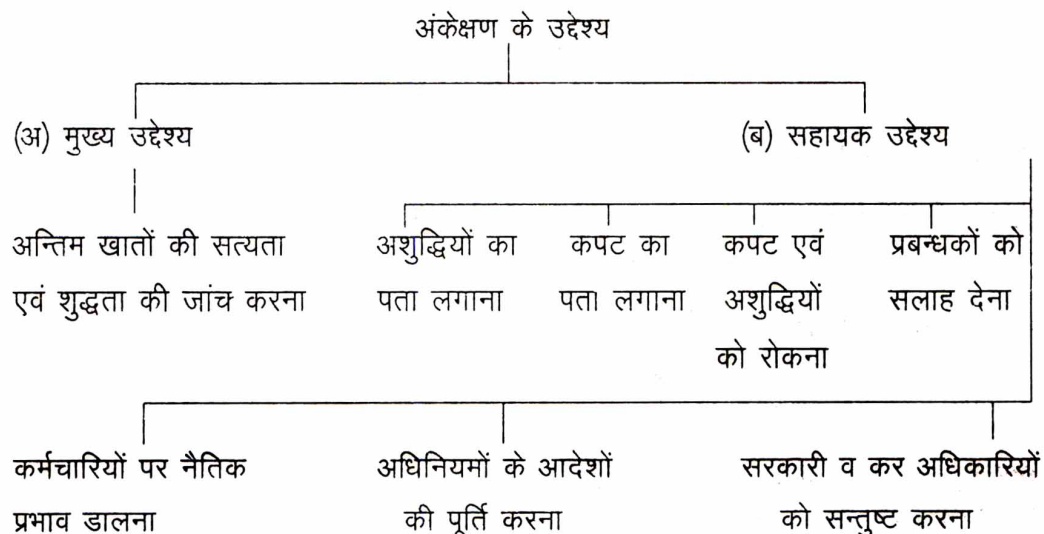 अंकेक्षण के उद्देश्य
(अ) मुख्य उद्देश्य
(ब) सहायक उद्देश्य
अन्तिम खातों की सत्यता
एवं शुद्धता की जांच करना
अशुद्धियों का
पता लगाना
कपट का
पता लगाना
कपट एवं
अशुद्धियों
को रोकना
प्रबन्धकों को
सलाह देना
कर्मचारियों पर नैतिक
प्रभाव डालना
अधिनियमों के आदेशों
की पूर्ति करना
सरकारी व कर अधिकारियों
को सन्तुष्ट करना